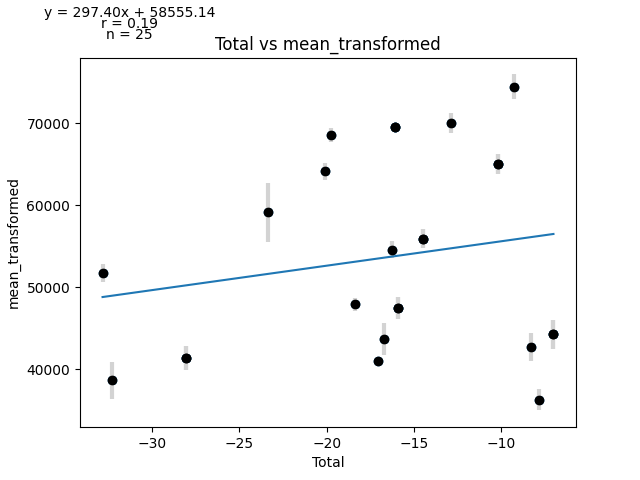 y = 297.40x + 58555.14
r = 0.19
n = 25
Total vs mean_transformed
mean_transformed
70000
60000
50000
40000
−30
−25
−20
−15
−10
Total